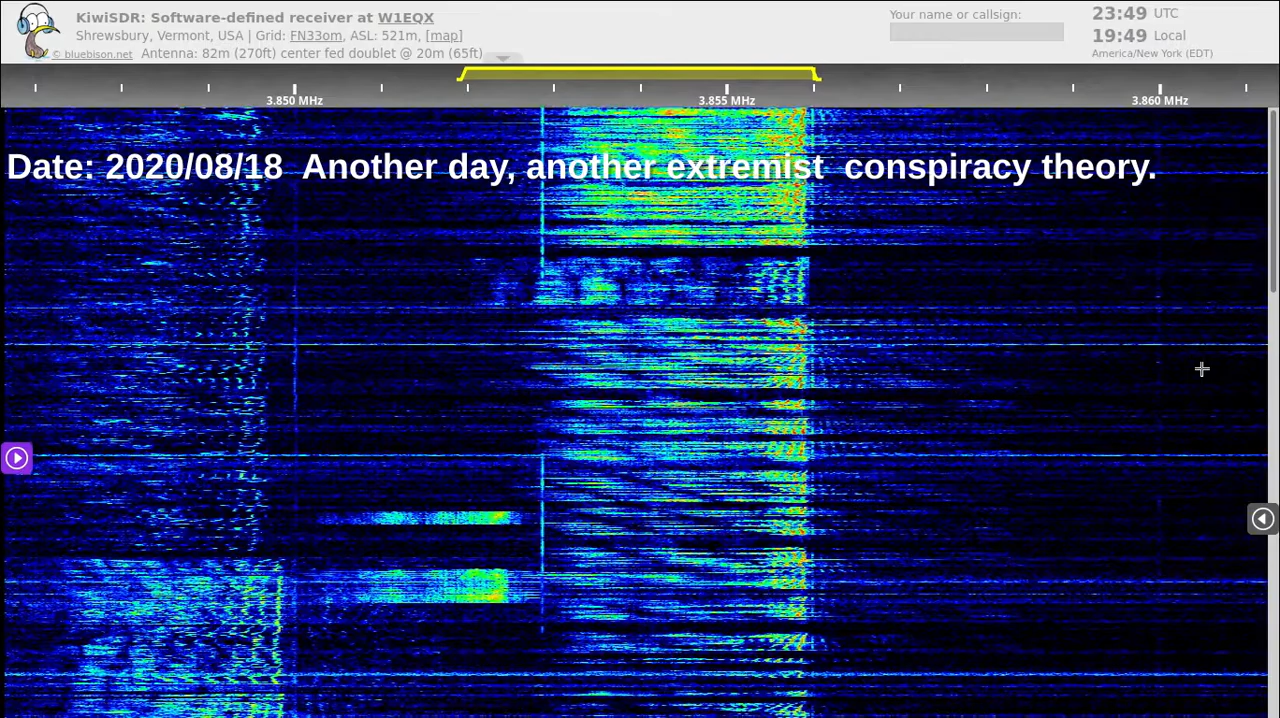 KiwiSDR: Software-defined receiver at W1EQX
Shrewsbury, Vermont, USA | Grid: FN33om, ASL: 521m, [map]
© bluebison.net Antenna: 82m (270ft) center fed doublet @ 20m (65ft)
Your name or callsign:
23:49 UTC
19:49 Local
America/New York (EDT)
3.850 MHz 3.855 MHz 3.860 MHz
Date: 2020/08/18 Another day, another extremist conspiracy theory.